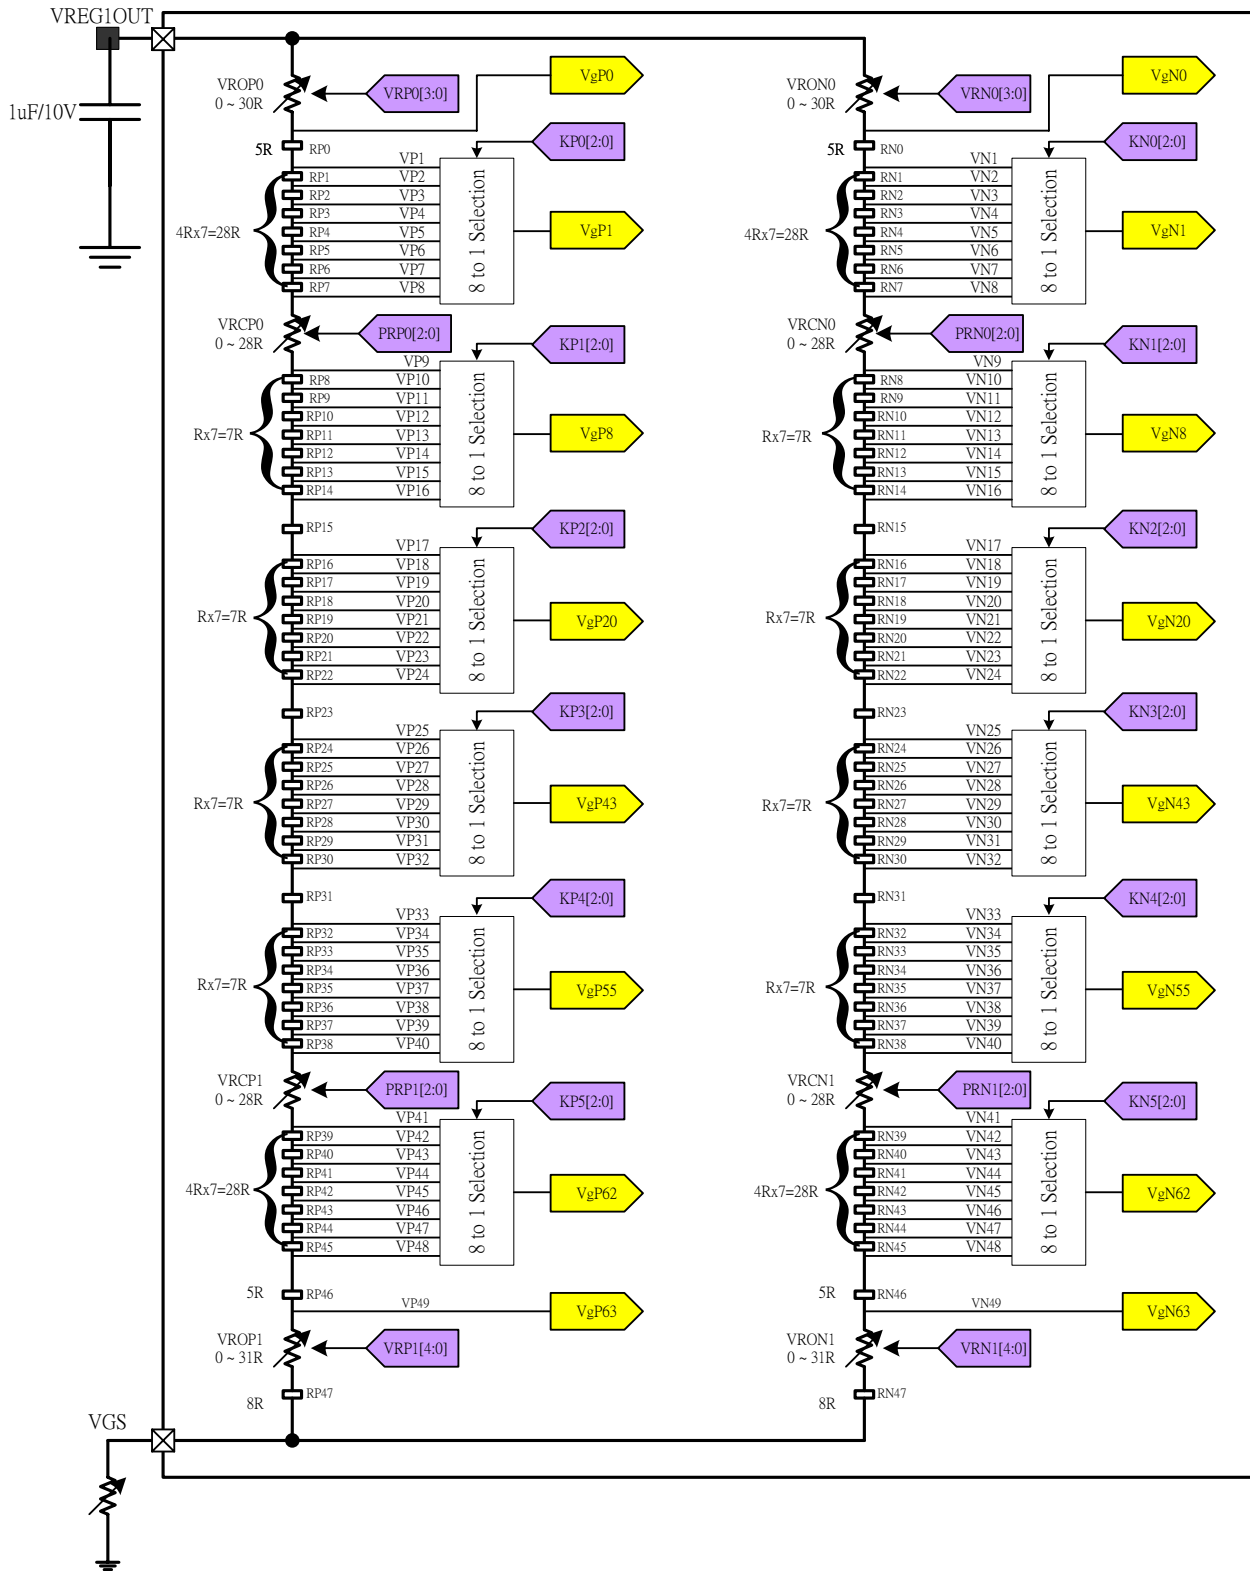 VREG1OUT
1uF/10V
VROP0
0 ~ 30R
VRP0[3:0]
VgP0
5R
RP0
KP0[2:0]
VP1
RP1
VP2
RP2
VP3
RP3
VP4
RP4
VP5
RP5
VP6
RP6
VP7
RP7
VP8
4Rx7=28R
8 to 1 Selection
VgP1
VRCP0
0 ~ 28R
PRP0[2:0]
KP1[2:0]
VP9
RP8
VP10
RP9
VP11
RP10
VP12
RP11
VP13
RP12
VP14
RP13
VP15
RP14
VP16
Rx7=7R
8 to 1 Selection
VgP8
RP15
KP2[2:0]
VP17
RP16
VP18
RP17
VP19
RP18
VP20
RP19
VP21
RP20
VP22
RP21
VP23
RP22
VP24
Rx7=7R
8 to 1 Selection
VgP20
RP23
KP3[2:0]
VP25
RP24
VP26
RP25
VP27
RP26
VP28
RP27
VP29
RP28
VP30
RP29
VP31
RP30
VP32
Rx7=7R
8 to 1 Selection
VgP43
RP31
KP4[2:0]
VP33
RP32
VP34
RP33
VP35
RP34
VP36
RP35
VP37
RP36
VP38
RP37
VP39
RP38
VP40
Rx7=7R
8 to 1 Selection
VgP55
VRCP1
0 ~ 28R
PRP1[2:0]
KP5[2:0]
VP41
RP39
VP42
RP40
VP43
RP41
VP44
RP42
VP45
RP43
VP46
RP44
VP47
RP45
VP48
4Rx7=28R
8 to 1 Selection
VgP62
5R
RP46
VP49
VgP63
VROP1
0 ~ 31R
VRP1[4:0]
RP47
8R
VGS
VRON0
0 ~ 30R
VRN0[3:0]
VgN0
5R
RN0
KN0[2:0]
VN1
RN1
VN2
RN2
VN3
RN3
VN4
RN4
VN5
RN5
VN6
RN6
VN7
RN7
VN8
4Rx7=28R
8 to 1 Selection
VgN1
VRCN0
0 ~ 28R
PRN0[2:0]
KN1[2:0]
VN9
RN8
VN10
RN9
VN11
RN10
VN12
RN11
VN13
RN12
VN14
RN13
VN15
RN14
VN16
Rx7=7R
8 to 1 Selection
VgN8
RN15
KN2[2:0]
VN17
RN16
VN18
RN17
VN19
RN18
VN20
RN19
VN21
RN20
VN22
RN21
VN23
RN22
VN24
Rx7=7R
8 to 1 Selection
VgN20
RN23
KN3[2:0]
VN25
RN24
VN26
RN25
VN27
RN26
VN28
RN27
VN29
RN28
VN30
RN29
VN31
RN30
VN32
Rx7=7R
8 to 1 Selection
VgN43
RN31
KN4[2:0]
VN33
RN32
VN34
RN33
VN35
RN34
VN36
RN35
VN37
RN36
VN38
RN37
VN39
RN38
VN40
Rx7=7R
8 to 1 Selection
VgN55
VRCN1
0 ~ 28R
PRN1[2:0]
KN5[2:0]
VN41
RN39
VN42
RN40
VN43
RN41
VN44
RN42
VN45
RN43
VN46
RN44
VN47
RN45
VN48
4Rx7=28R
8 to 1 Selection
VgN62
5R
RN46
VN49
VgN63
VRON1
0 ~ 31R
VRN1[4:0]
RN47
8R